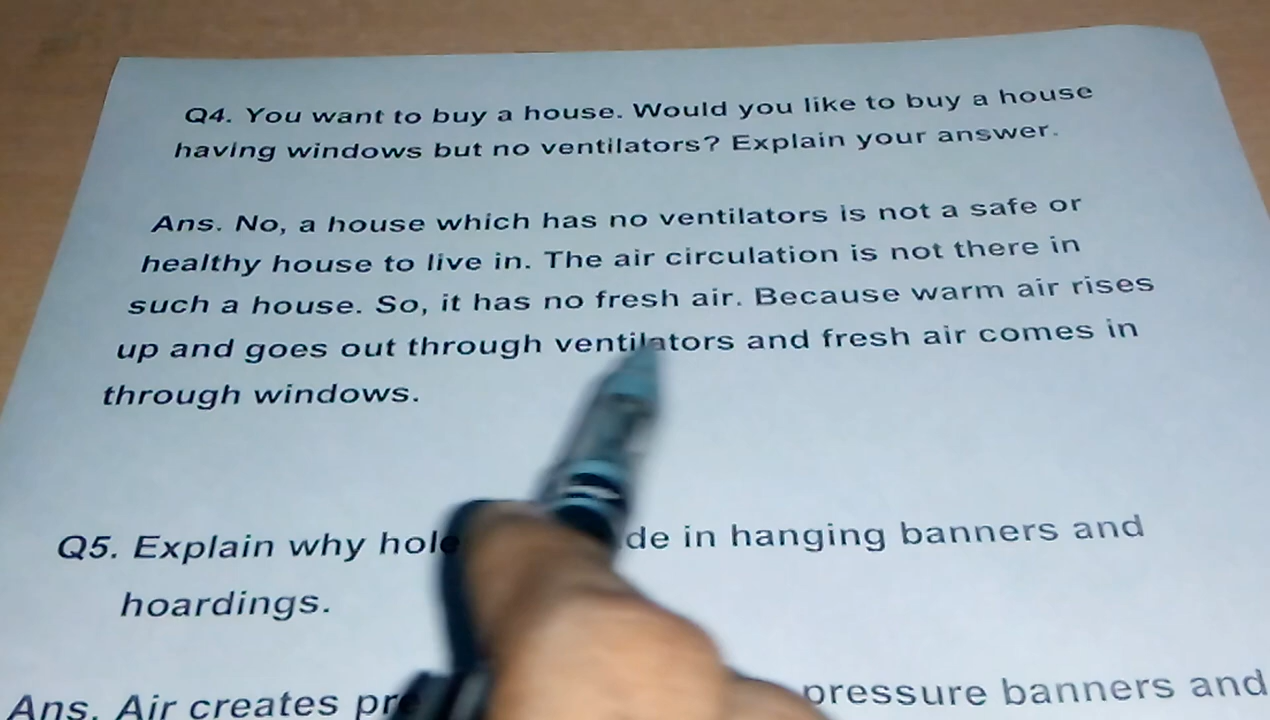 Q4. You want to buy a house. Would you like to buy a house
having windows but no ventilators? Explain your answer.
Ans. No, a house which has no ventilators is not a safe or
healthy house to live in. The air circulation is not there in
such a house. So, it has no fresh air. Because warm air rises
up and goes out through ventilators and fresh air comes in
through windows.
Q5. Explain why in hanging banners and
hoardings.
Ans. Air creates pressure banners and